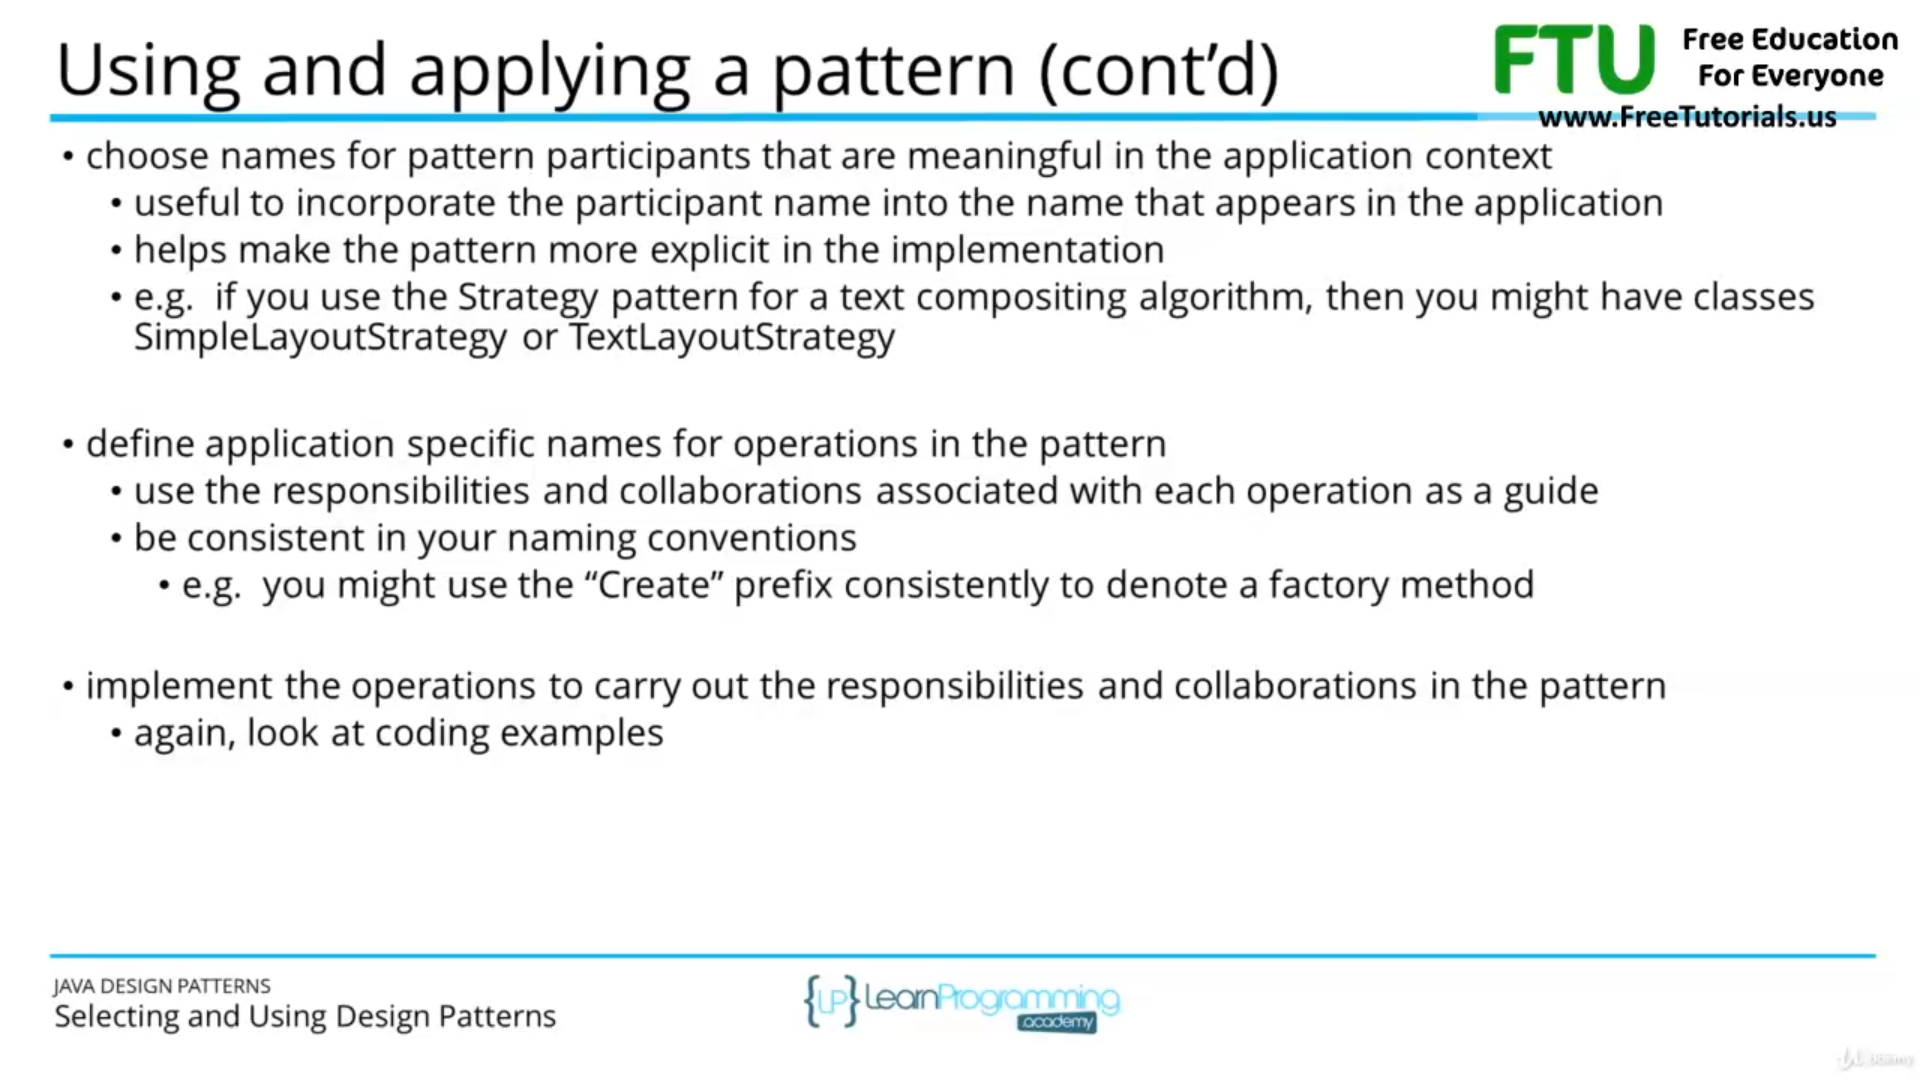 Using and applying a pattern (cont’d)
FTU
Free Education
For Everyone
www.FreeTutorials.us
• choose names for pattern participants that are meaningful in the application context
• useful to incorporate the participant name into the name that appears in the application
• helps make the pattern more explicit in the implementation
• e.g. if you use the Strategy pattern for a text compositing algorithm, then you might have classes
SimpleLayoutStrategy or TextLayoutStrategy
• define application specific names for operations in the pattern
• use the responsibilities and collaborations associated with each operation as a guide
• be consistent in your naming conventions
• e.g. you might use the “Create” prefix consistently to denote a factory method
• implement the operations to carry out the responsibilities and collaborations in the pattern
• again, look at coding examples
JAVA DESIGN PATTERNS
Selecting and Using Design Patterns
{LP} LearnProgramming
academy
Udemy